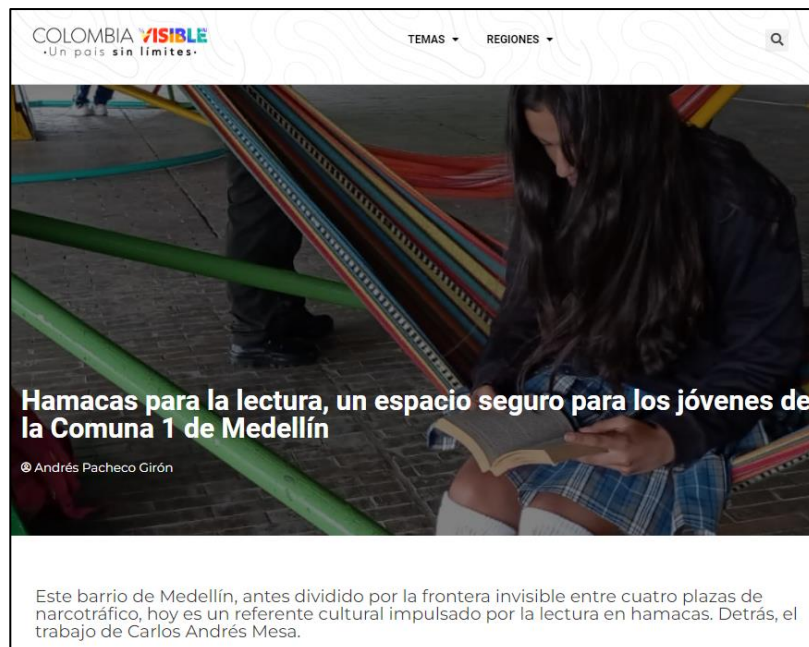 COLOMBIA VISIBLE
•Un país sin límites•
TEMAS
REGIONES
Hamacas para la lectura, un espacio seguro para los jóvenes de
la Comuna 1 de Medellín
Andrés Pacheco Girón
Este barrio de Medellín, antes dividido por la frontera invisible entre cuatro plazas de
narcotráfico, hoy es un referente cultural impulsado por la lectura en hamacas. Detrás, el
trabajo de Carlos Andrés Mesa.